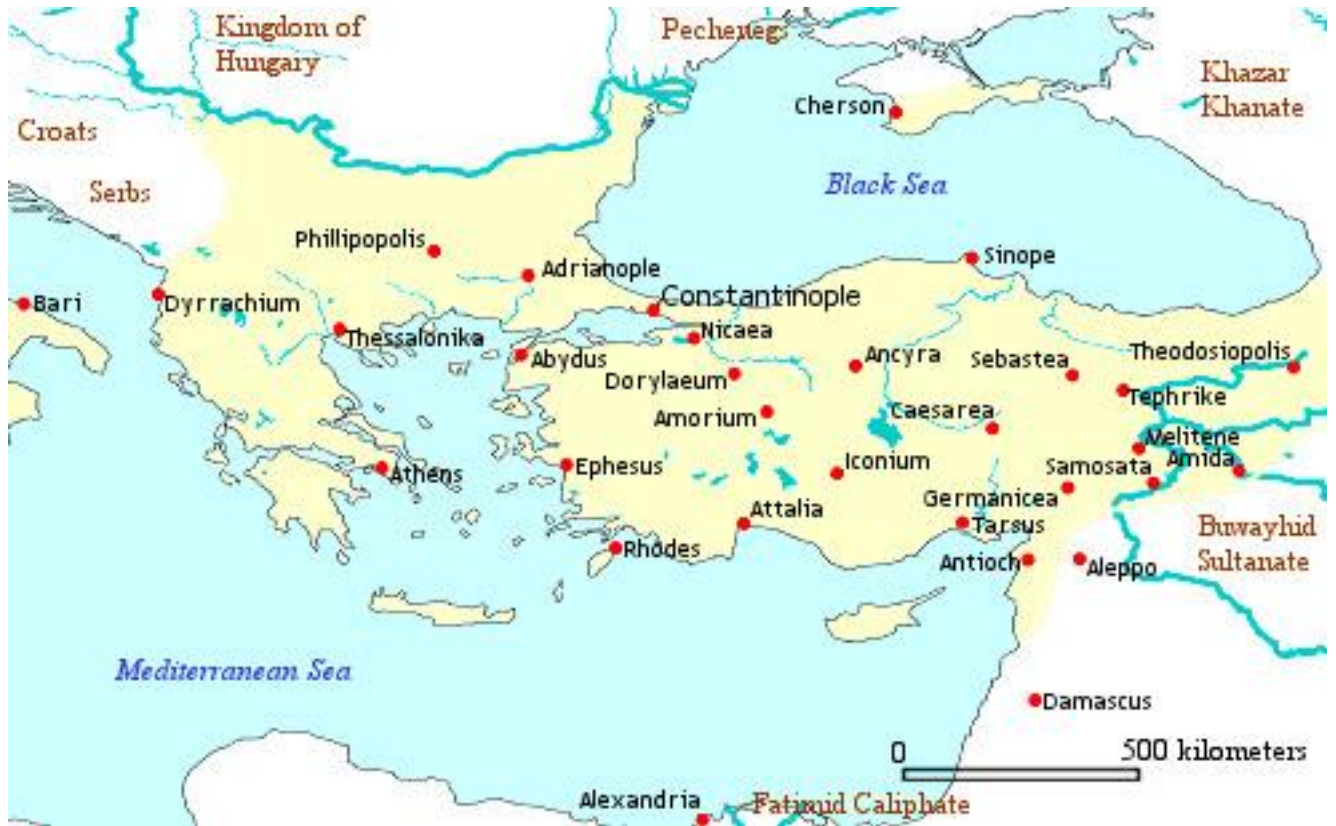 Kingdom of
Hungary
Pechenegs
Khazar
Khanate
Cherson
Croats
Serbs
Black Sea
Phillipopolis
Adrianople
Sinope
Bari
Dyrrachium
Constantinople
Thessalonika
Nicaea
Abydus
Ancyra
Sebastea
Theodosiopolis
Dorylaeum
Tephrike
Amorium
Caesarea
Melitene
Athens
Ephesus
Iconium
Samosata
Amida
Germanicea
Attalia
Tarsus
Buwayhid
Sultanate
Rhodes
Antioch
Aleppo
Mediterranean Sea
Damascus
0
500 kilometers
Alexandria
Fatimid Caliphate